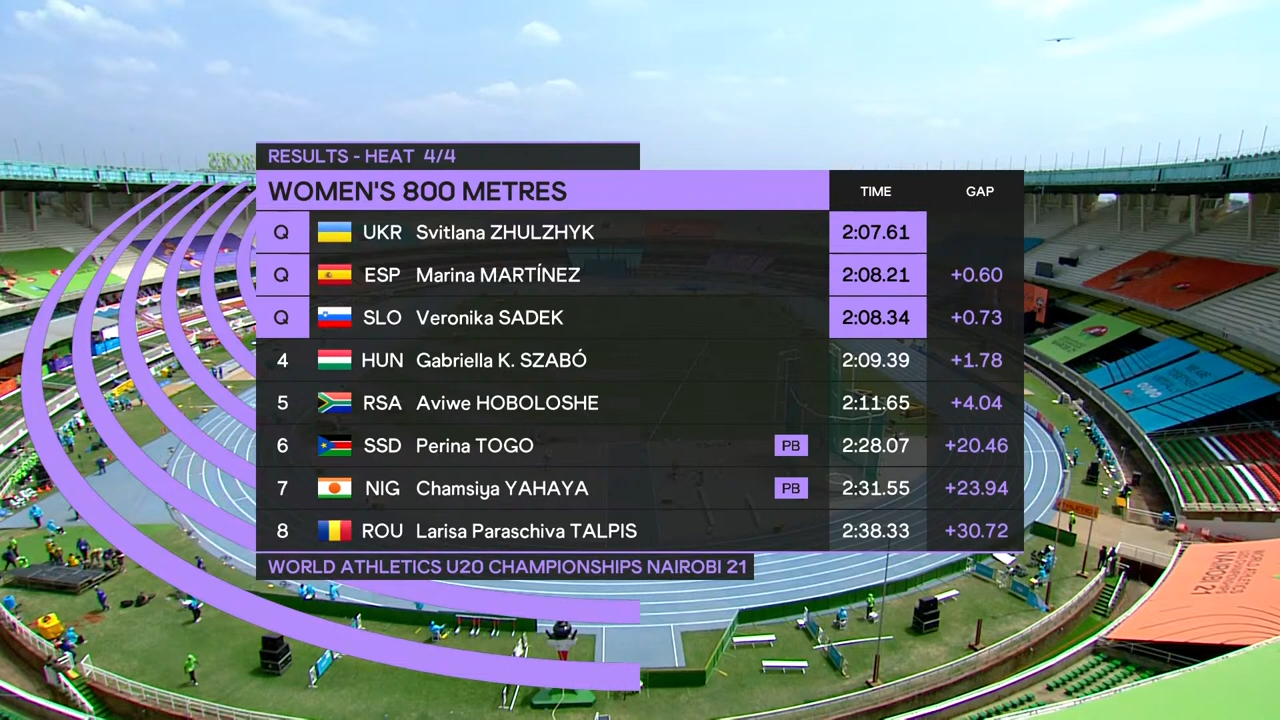 RESULTS - HEAT 4/4
WOMEN'S 800 METRES TIME GAP
Q UKR Svitlana ZHULZHYK 2:07.61
Q ESP Marina MARTÍNEZ 2:08.21 +0.60
Q SLO Veronika SADEK 2:08.34 +0.73
4 HUN Gabriella K. SZABÓ 2:09.39 +1.78
5 RSA Aviwe HOBOLOSHE 2:11.65 +4.04
6 SSD Perina TOGO PB 2:28.07 +20.46
7 NIG Chamsiya YAHAYA PB 2:31.55 +23.94
8 ROU Larisa Paraschiva TALPIS 2:38.33 +30.72
WORLD ATHLETICS U20 CHAMPIONSHIPS NAIROBI 21
NAIROBI 21